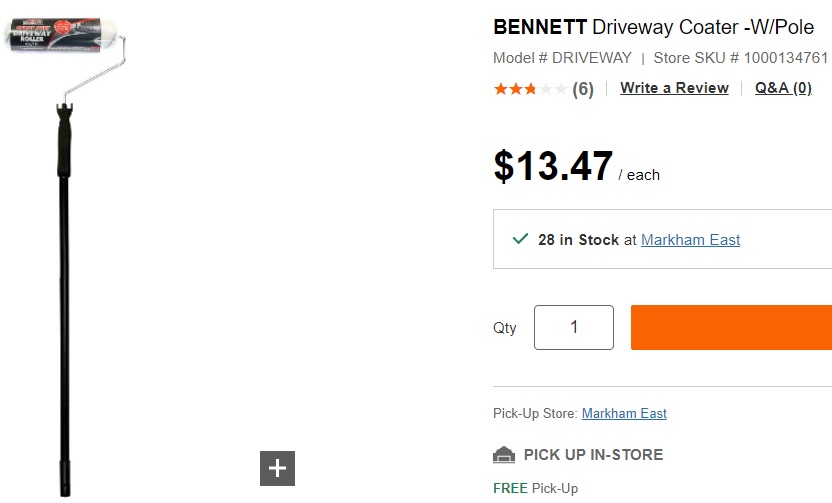 DRIVEWAY
ROLLER
BENNETT Driveway Coater -W/Pole
Model # DRIVEWAY | Store SKU # 1000134761
(6) | Write a Review | Q&A (0)
$13.47 / each
28 in Stock at Markham East
Qty 1
Pick-Up Store: Markham East
PICK UP IN-STORE
FREE Pick-Up